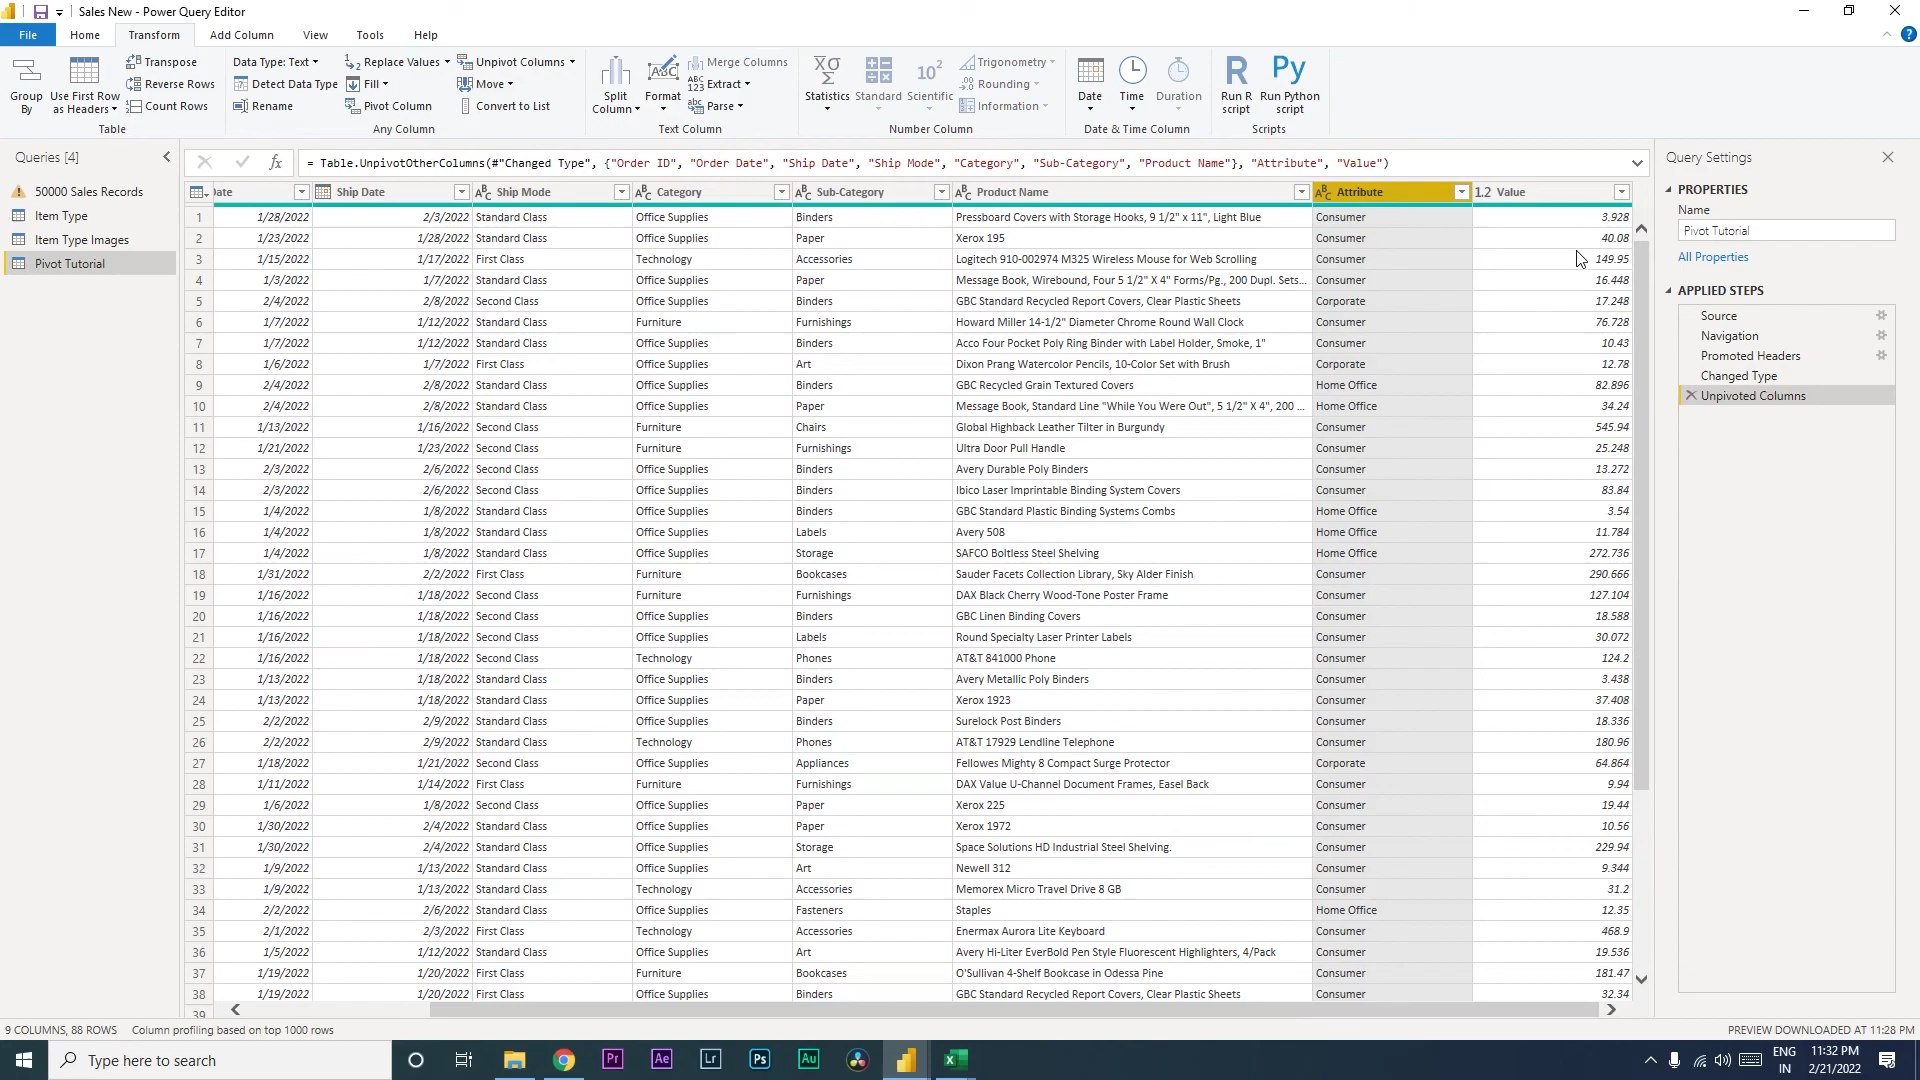 Sales New - Power Query Editor
File Home Transform Add Column View Tools Help
Group By
Use First Row as Headers
Transpose
Reverse Rows
Count Rows
Table
Data Type: Text
Detect Data Type
Rename
Replace Values
Fill
Pivot Column
Unpivot Columns
Move
Convert to List
Any Column
Split Column
Format
Merge Columns
Extract
Parse
Text Column
Statistics
Standard
Scientific
Trigonometry
Rounding
Information
Number Column
Date
Time
Duration
Date & Time Column
Run R script
Run Python script
Scripts
Queries [4]
50000 Sales Records
Item Type
Item Type Images
Pivot Tutorial
= Table.UnpivotOtherColumns(#"Changed Type", {"Order ID", "Order Date", "Ship Date", "Ship Mode", "Category", "Sub-Category", "Product Name"}, "Attribute", "Value")
Date Ship Date Ship Mode Category Sub-Category Product Name Attribute 1.2 Value
1 1/28/2022 2/3/2022 Standard Class Office Supplies Binders Pressboard Covers with Storage Hooks, 9 1/2" x 11", Light Blue Consumer 3.928
2 1/23/2022 1/28/2022 Standard Class Office Supplies Paper Xerox 195 Consumer 40.08
3 1/15/2022 1/17/2022 First Class Technology Accessories Logitech 910-002974 M325 Wireless Mouse for Web Scrolling Consumer 149.95
4 1/3/2022 1/7/2022 Standard Class Office Supplies Paper Message Book, Wirebound, Four 5 1/2" X 4" Forms/Pg., 200 Dupl. Sets... Consumer 16.448
5 2/4/2022 2/8/2022 Second Class Office Supplies Binders GBC Standard Recycled Report Covers, Clear Plastic Sheets Corporate 17.248
6 1/7/2022 1/12/2022 Standard Class Furniture Furnishings Howard Miller 14-1/2" Diameter Chrome Round Wall Clock Consumer 76.728
7 1/7/2022 1/12/2022 Standard Class Office Supplies Binders Acco Four Pocket Poly Ring Binder with Label Holder, Smoke, 1" Consumer 10.43
8 1/6/2022 1/7/2022 First Class Office Supplies Art Dixon Prang Watercolor Pencils, 10-Color Set with Brush Corporate 12.78
9 2/4/2022 2/8/2022 Standard Class Office Supplies Binders GBC Recycled Grain Textured Covers Home Office 82.896
10 2/4/2022 2/8/2022 Standard Class Office Supplies Paper Message Book, Standard Line "While You Were Out", 5 1/2" X 4", 200 ... Home Office 34.24
11 1/13/2022 1/16/2022 Second Class Furniture Chairs Global Highback Leather Tilter in Burgundy Consumer 545.94
12 1/21/2022 1/23/2022 Second Class Furniture Furnishings Ultra Door Pull Handle Consumer 25.248
13 2/3/2022 2/6/2022 Second Class Office Supplies Binders Avery Durable Poly Binders Consumer 13.272
14 2/3/2022 2/6/2022 Second Class Office Supplies Binders Ibico Laser Imprintable Binding System Covers Consumer 83.84
15 1/4/2022 1/8/2022 Standard Class Office Supplies Binders GBC Standard Plastic Binding Systems Combs Home Office 3.54
16 1/4/2022 1/8/2022 Standard Class Office Supplies Labels Avery 508 Home Office 11.784
17 1/4/2022 1/8/2022 Standard Class Office Supplies Storage SAFCO Boltless Steel Shelving Home Office 272.736
18 1/31/2022 2/2/2022 First Class Furniture Bookcases Sauder Facets Collection Library, Sky Alder Finish Consumer 290.666
19 1/16/2022 1/18/2022 Second Class Furniture Furnishings DAX Black Cherry Wood-Tone Poster Frame Consumer 127.104
20 1/16/2022 1/18/2022 Second Class Office Supplies Binders GBC Linen Binding Covers Consumer 18.588
21 1/16/2022 1/18/2022 Second Class Office Supplies Labels Round Specialty Laser Printer Labels Consumer 30.072
22 1/16/2022 1/18/2022 Second Class Technology Phones AT&T 841000 Phone Consumer 124.2
23 1/13/2022 1/18/2022 Standard Class Office Supplies Binders Avery Metallic Poly Binders Consumer 3.438
24 1/13/2022 1/18/2022 Standard Class Office Supplies Paper Xerox 1923 Consumer 37.408
25 2/2/2022 2/9/2022 Standard Class Office Supplies Binders Surelock Post Binders Consumer 18.336
26 2/2/2022 2/9/2022 Standard Class Technology Phones AT&T 17929 Lendline Telephone Consumer 180.96
27 1/18/2022 1/21/2022 Second Class Office Supplies Appliances Fellowes Mighty 8 Compact Surge Protector Corporate 64.864
28 1/11/2022 1/14/2022 First Class Furniture Furnishings DAX Value U-Channel Document Frames, Easel Back Consumer 9.94
29 1/6/2022 1/8/2022 Second Class Office Supplies Paper Xerox 225 Consumer 19.44
30 1/30/2022 2/4/2022 Standard Class Office Supplies Paper Xerox 1972 Consumer 10.56
31 1/30/2022 2/4/2022 Standard Class Office Supplies Storage Space Solutions HD Industrial Steel Shelving. Consumer 229.94
32 1/9/2022 1/13/2022 Standard Class Office Supplies Art Newell 312 Consumer 9.344
33 1/9/2022 1/13/2022 Standard Class Technology Accessories Memorex Micro Travel Drive 8 GB Consumer 31.2
34 2/2/2022 2/6/2022 Standard Class Office Supplies Fasteners Staples Home Office 12.35
35 2/1/2022 2/3/2022 First Class Technology Accessories Enermax Aurora Lite Keyboard Consumer 468.9
36 1/5/2022 1/12/2022 Standard Class Office Supplies Art Avery Hi-Liter EverBold Pen Style Fluorescent Highlighters, 4/Pack Consumer 19.536
37 1/19/2022 1/20/2022 First Class Furniture Bookcases O'Sullivan 4-Shelf Bookcase in Odessa Pine Consumer 181.47
38 1/19/2022 1/20/2022 First Class Office Supplies Binders GBC Standard Recycled Report Covers, Clear Plastic Sheets Consumer 32.34
39
Query Settings
PROPERTIES
Name
Pivot Tutorial
All Properties
APPLIED STEPS
Source
Navigation
Promoted Headers
Changed Type
Unpivoted Columns
9 COLUMNS, 88 ROWS Column profiling based on top 1000 rows
PREVIEW DOWNLOADED AT 11:28 PM
Type here to search
Pr Ae Lr Ps Au
ENG IN
11:32 PM
2/21/2022